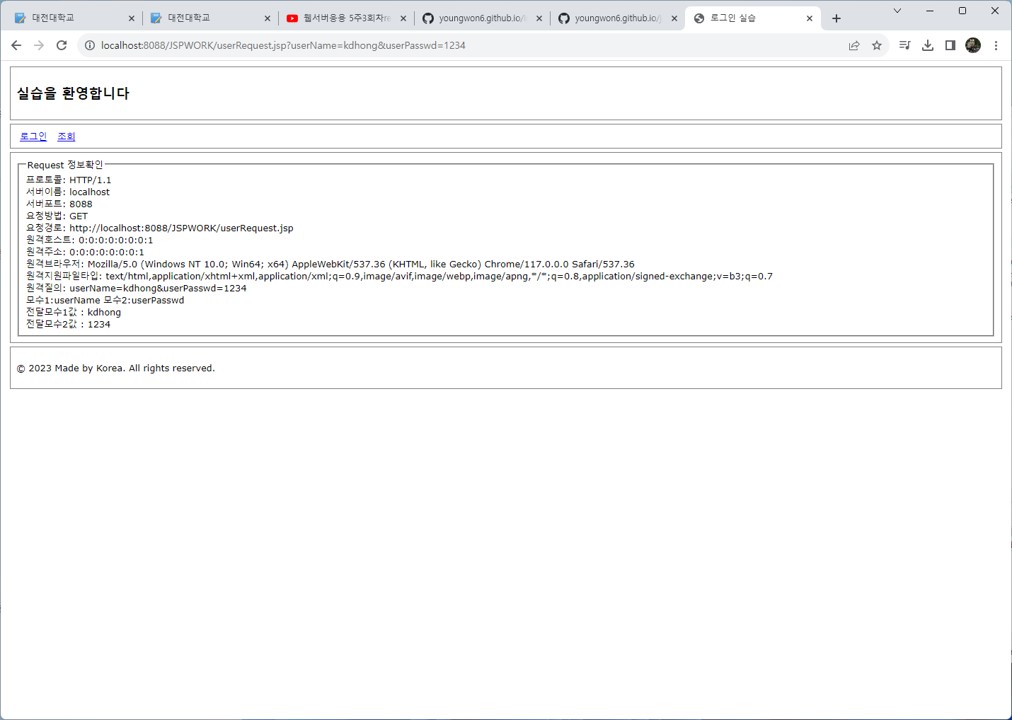 대전대학교
대전대학교
웹서버응용 5주3회차re
youngwon6.github.io/
youngwon6.github.io/j
로그인 실습
localhost:8088/JSPWORK/userRequest.jsp?userName=kdhong&userPasswd=1234
실습을 환영합니다
로그인 조회
Request 정보확인
프로토콜: HTTP/1.1
서버이름: localhost
서버포트: 8088
요청방법: GET
요청경로: http://localhost:8088/JSPWORK/userRequest.jsp
원격호스트: 0:0:0:0:0:0:0:1
원격주소: 0:0:0:0:0:0:0:1
원격브라우저: Mozilla/5.0 (Windows NT 10.0; Win64; x64) AppleWebKit/537.36 (KHTML, like Gecko) Chrome/117.0.0.0 Safari/537.36
원격지원파일타입: text/html,application/xhtml+xml,application/xml;q=0.9,image/avif,image/webp,image/apng,*/*;q=0.8,application/signed-exchange;v=b3;q=0.7
원격질의: userName=kdhong&userPasswd=1234
모수1:userName 모수2:userPasswd
전달모수1값 : kdhong
전달모수2값 : 1234
© 2023 Made by Korea. All rights reserved.